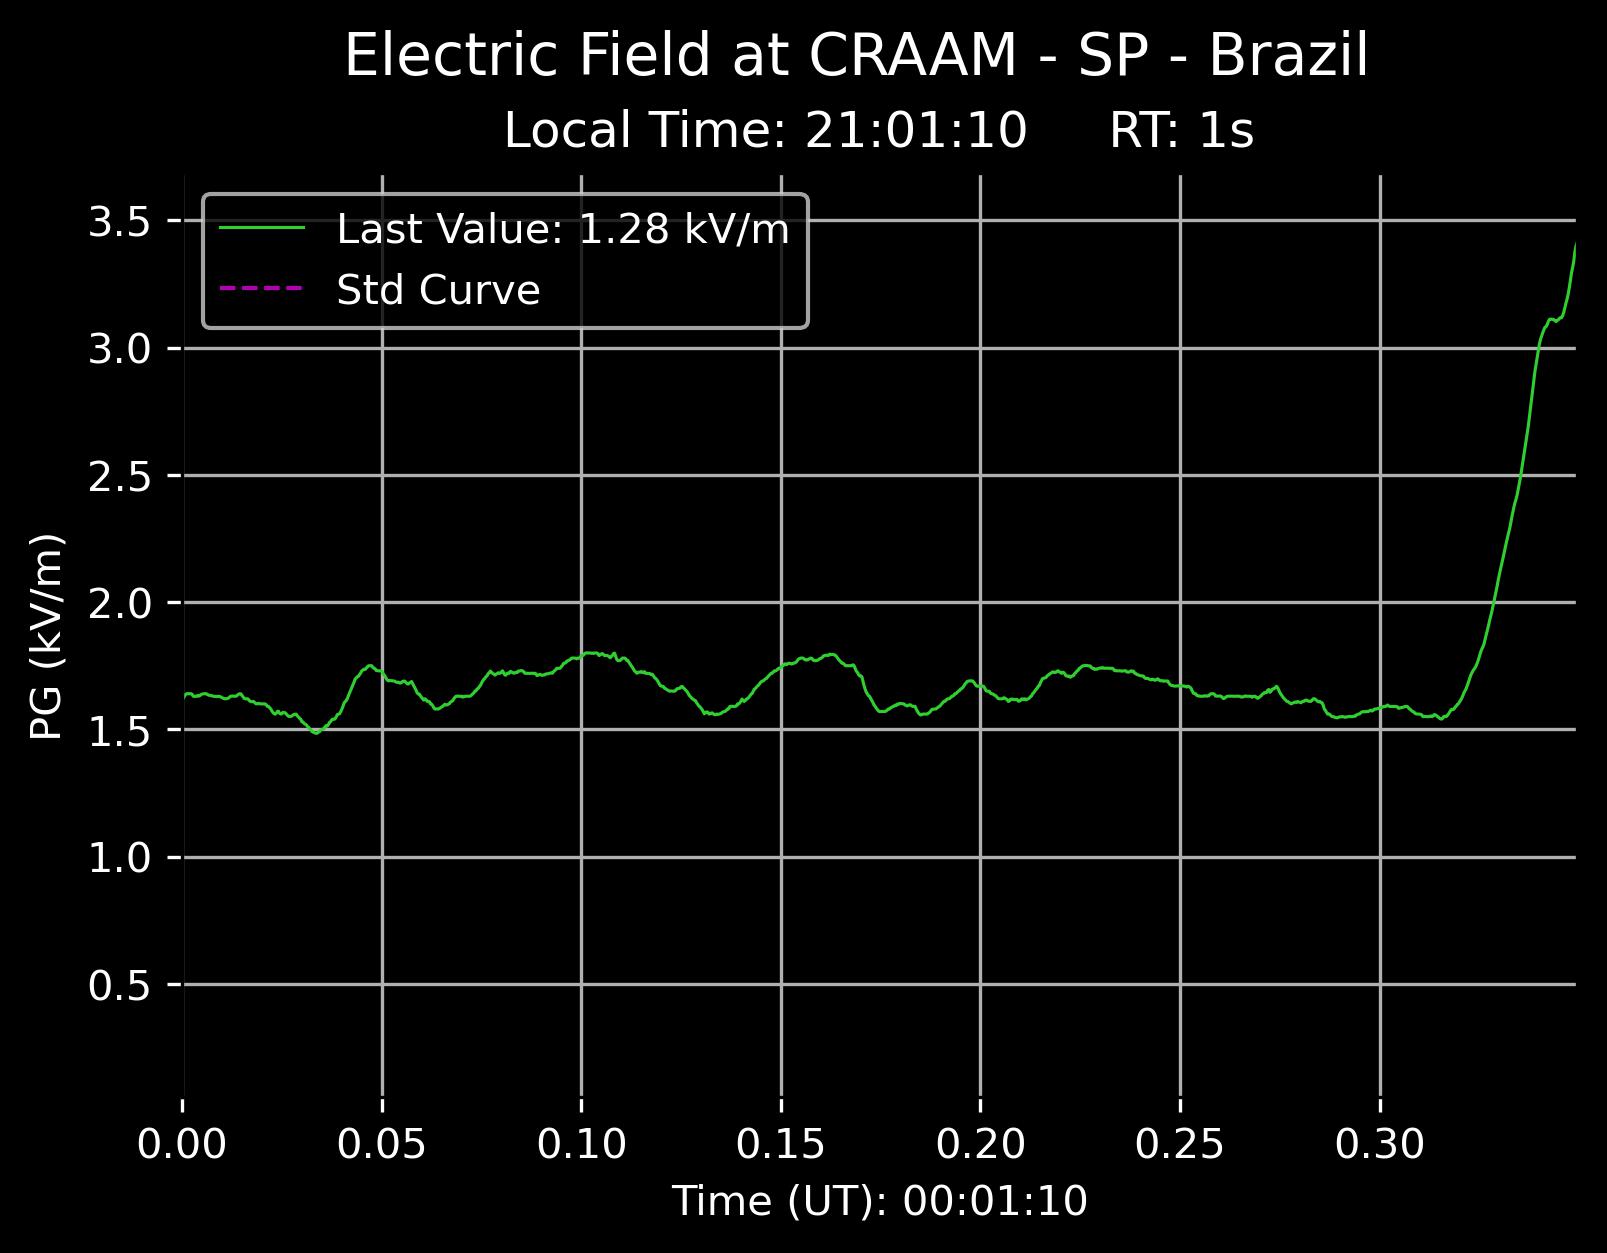 Electric Field at CRAAM - SP - Brazil
Local Time: 21:01:10 RT: 1s
Last Value: 1.28 kV/m
Std Curve
PG (kV/m)
3.5
3.0
2.5
2.0
1.5
1.0
0.5
0.00 0.05 0.10 0.15 0.20 0.25 0.30
Time (UT): 00:01:10